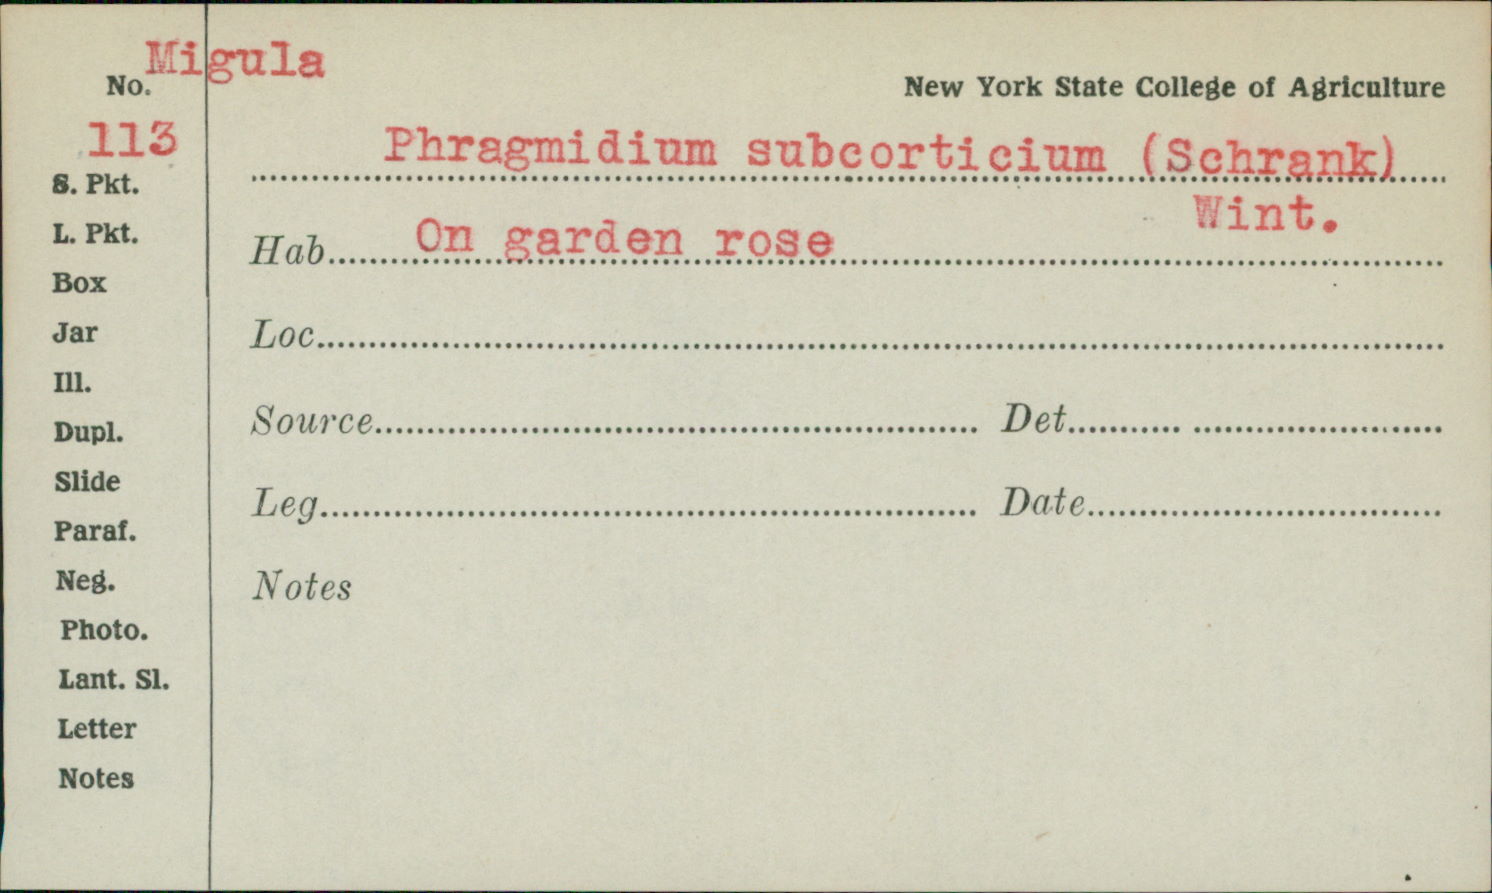 Migula
No.
New York State College of Agriculture
113
Phragmidium subcorticium (Schrank)
Wint.
S. Pkt.
L. Pkt.
Hab. On garden rose
Box
Jar
Loc.
Ill.
Dupl.
Source Det.
Slide
Leg. Date
Paraf.
Neg.
Notes
Photo.
Lant. Sl.
Letter
Notes